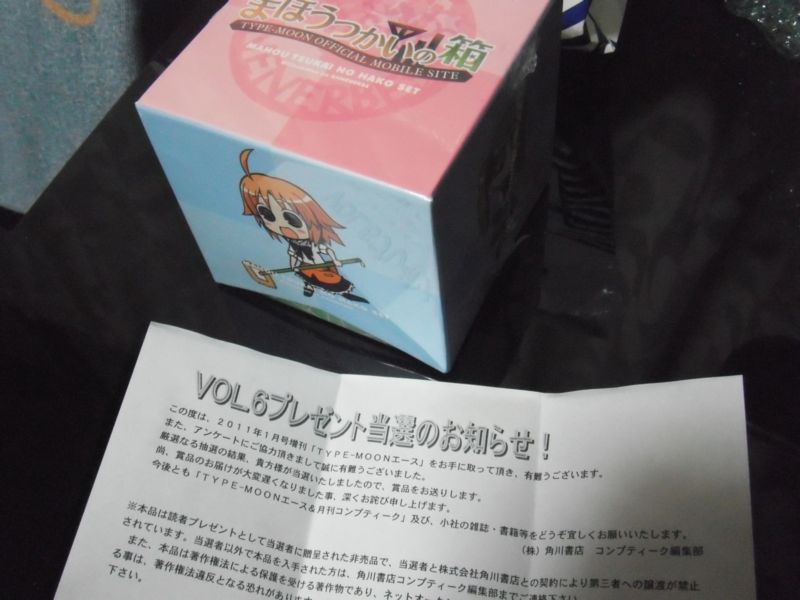 まほうつかいの箱
TYPE-MOON OFFICIAL MOBILE SITE
MAHOU TSUKAI NO HAKO SET
VOL.6プレゼント当選のお知らせ！
この度は、2011年1月号増刊「TYPE-MOONエース」をお手に取って頂き、有難うございます。
また、アンケートにご協力頂きまして誠に有難うございました。
厳選なる抽選の結果、貴方様が当選いたしましたので、賞品をお送りします。
尚、賞品のお届けが大変遅くなりました事、深くお詫び申し上げます。
今後とも「TYPE-MOONエース&月刊コンプティーク」及び、小社の雑誌・書籍等をどうぞ宜しくお願いいたします。
（株）角川書店 コンプティーク編集部
※本品は読者プレゼントとして当選者に贈呈された非売品で、当選者と株式会社角川書店との契約により第三者への譲渡が禁止
されています。当選者以外で本品を入手された方は、角川書店コンプティーク編集部までご連絡下さい。
また、本品は著作権法による保護を受ける著作物であり、ネットオーク
る事は、著作権法違反となる恐れがあります
下さい。